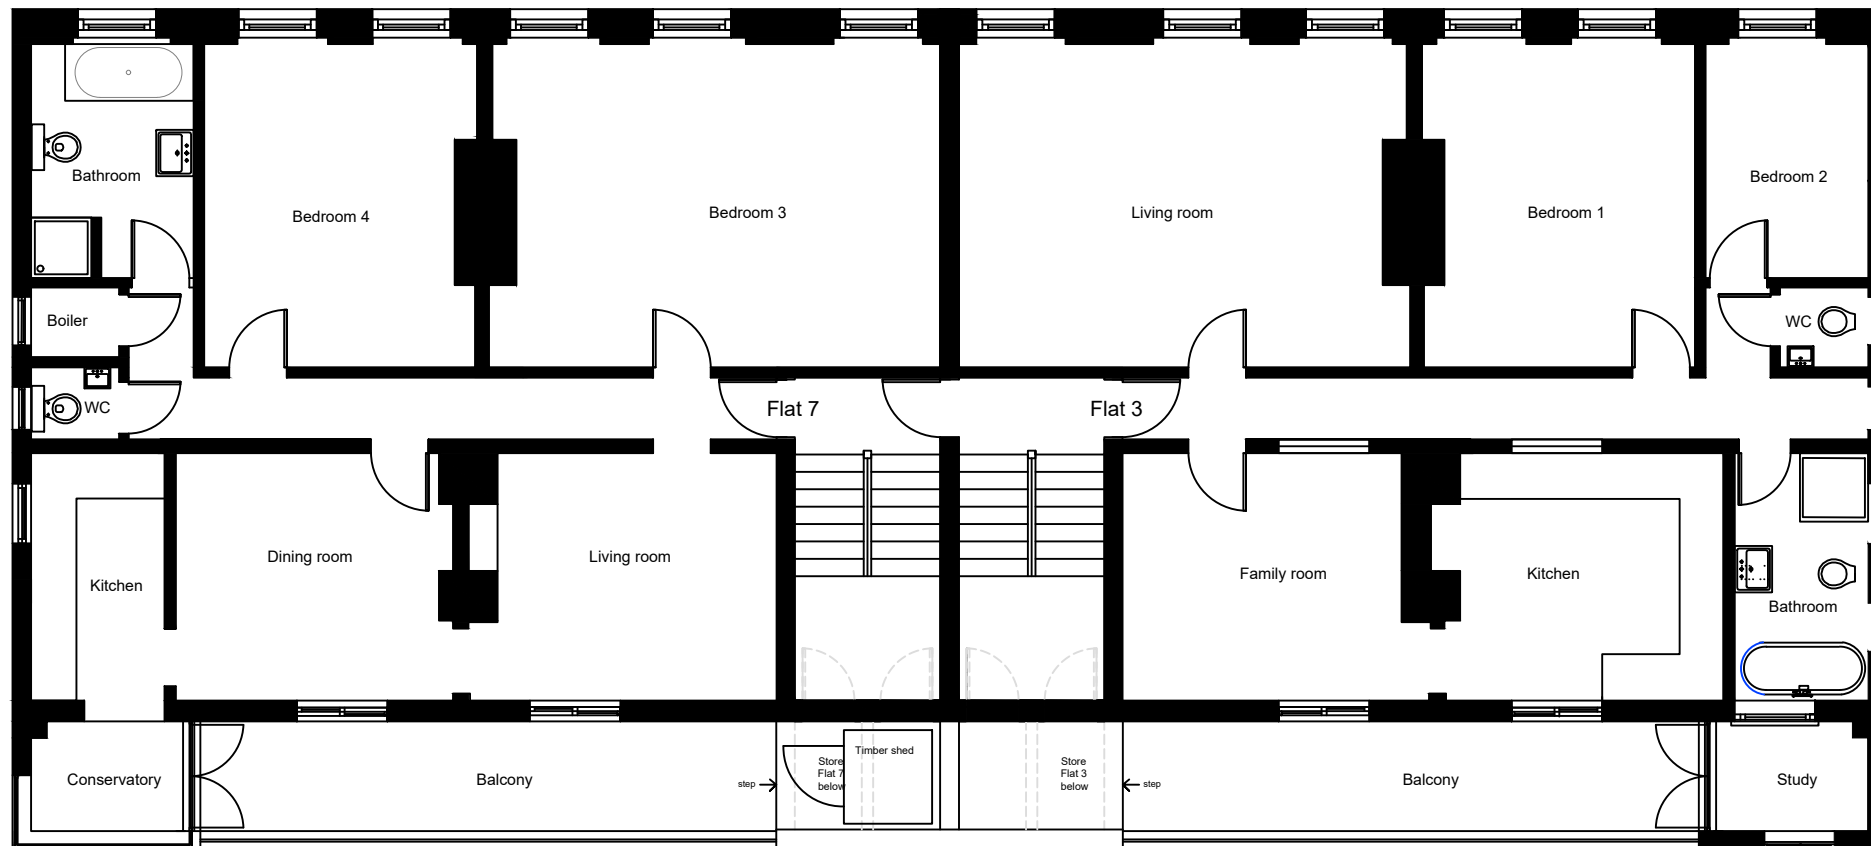 Bathroom
Bedroom 4
Bedroom 3
Living room
Bedroom 1
Bedroom 2
Boiler
WC
WC
Flat 7
Flat 3
Kitchen
Dining room
Living room
Family room
Kitchen
Bathroom
Conservatory
Balcony
step
Store
Flat 7
below
Timber shed
Store
Flat 3
below
step
Balcony
Study